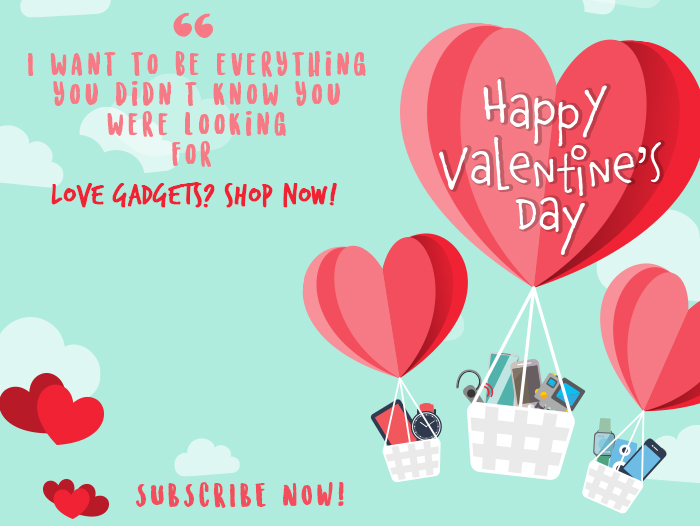 “
I WANT TO BE EVERYTHING
YOU DIDN T KNOW YOU
WERE LOOKING
FOR
LOVE GADGETS? SHOP NOW!
Happy
Valentine's
Day
SUBSCRIBE NOW!